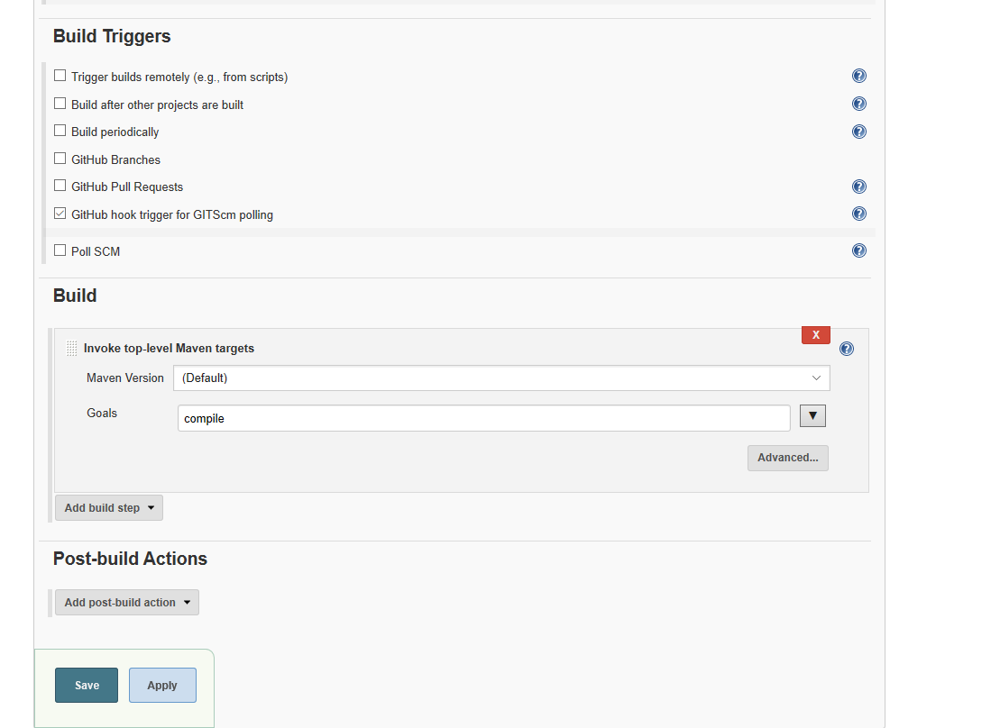 Build Triggers
Trigger builds remotely (e.g., from scripts)
Build after other projects are built
Build periodically
GitHub Branches
GitHub Pull Requests
GitHub hook trigger for GITScm polling
Poll SCM
Build
X
Invoke top-level Maven targets
Maven Version (Default)
Goals compile
Advanced...
Add build step
Post-build Actions
Add post-build action
Save Apply